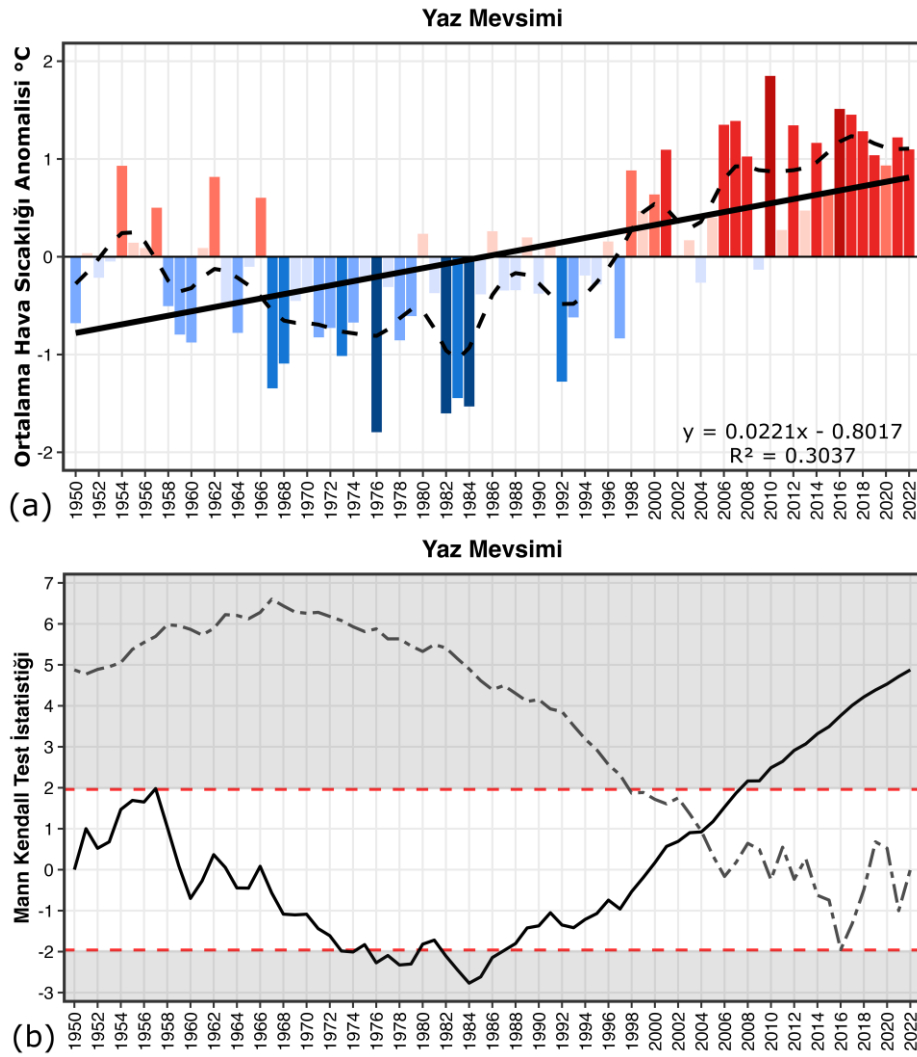 Yaz Mevsimi
Ortalama Hava Sıcaklığı Anomalisi °C
2
1
0
-1
-2
y = 0.0221x - 0.8017
R² = 0.3037
(a)
1950 1952 1954 1956 1958 1960 1962 1964 1966 1968 1970 1972 1974 1976 1978 1980 1982 1984 1986 1988 1990 1992 1994 1996 1998 2000 2002 2004 2006 2008 2010 2012 2014 2016 2018 2020 2022
Yaz Mevsimi
Mann Kendall Test İstatistiği
7
6
5
4
3
2
1
0
-1
-2
-3
(b)
1950 1952 1954 1956 1958 1960 1962 1964 1966 1968 1970 1972 1974 1976 1978 1980 1982 1984 1986 1988 1990 1992 1994 1996 1998 2000 2002 2004 2006 2008 2010 2012 2014 2016 2018 2020 2022